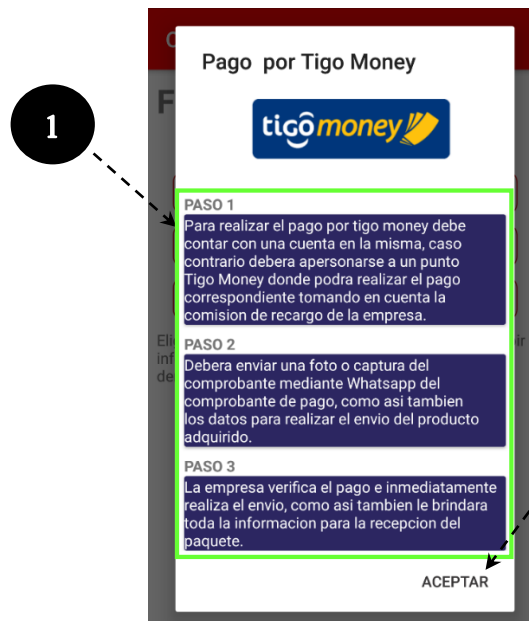 Pago por Tigo Money
tigo money
1
PASO 1
Para realizar el pago por tigo money debe
contar con una cuenta en la misma, caso
contrario debera apersonarse a un punto
Tigo Money donde podra realizar el pago
correspondiente tomando en cuenta la
comision de recargo de la empresa.
PASO 2
Debera enviar una foto o captura del
comprobante mediante Whatsapp del
comprobante de pago, como asi tambien
los datos para realizar el envio del producto
adquirido.
PASO 3
La empresa verifica el pago e inmediatamente
realiza el envio, como asi tambien le brindara
toda la informacion para la recepcion del
paquete.
ACEPTAR